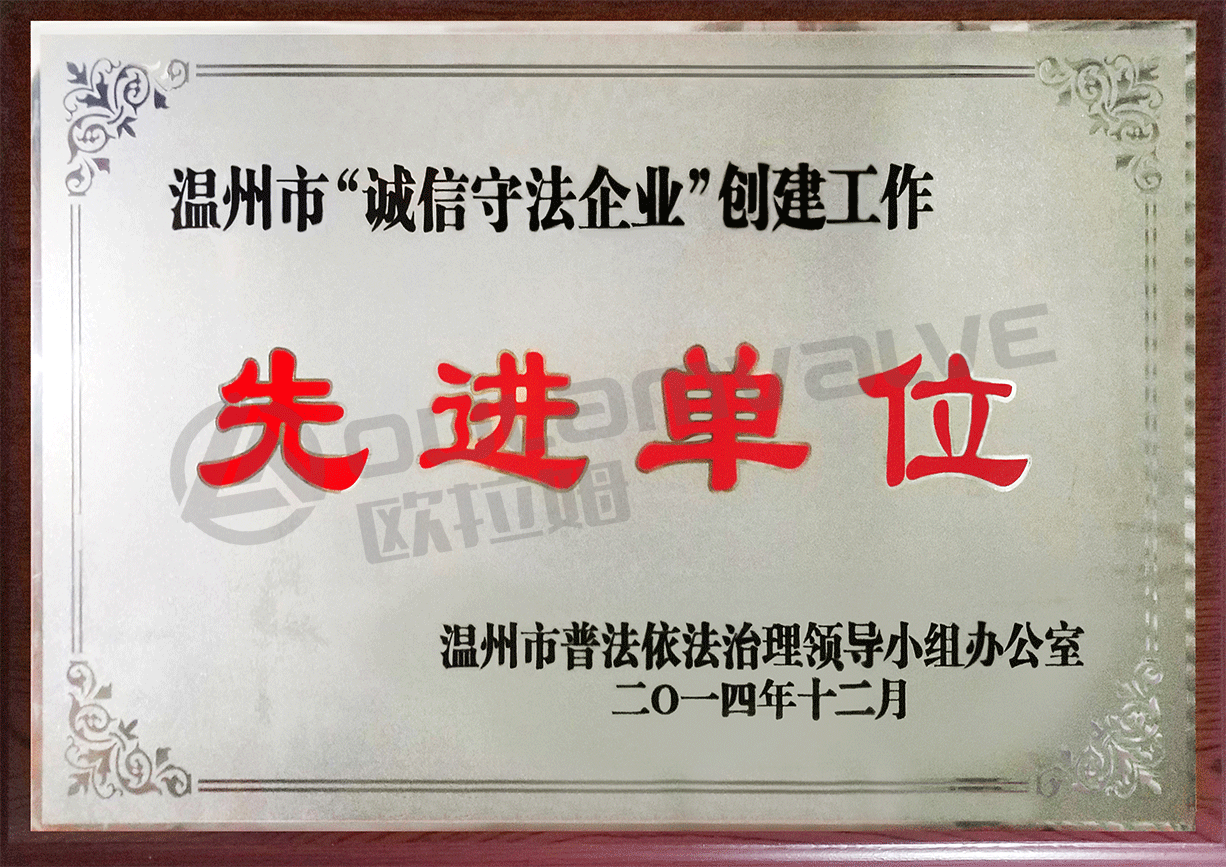 温州市“诚信守法企业”创建工作
先进单位
欧拉姆
温州市普法依法治理领导小组办公室
二〇一四年十二月